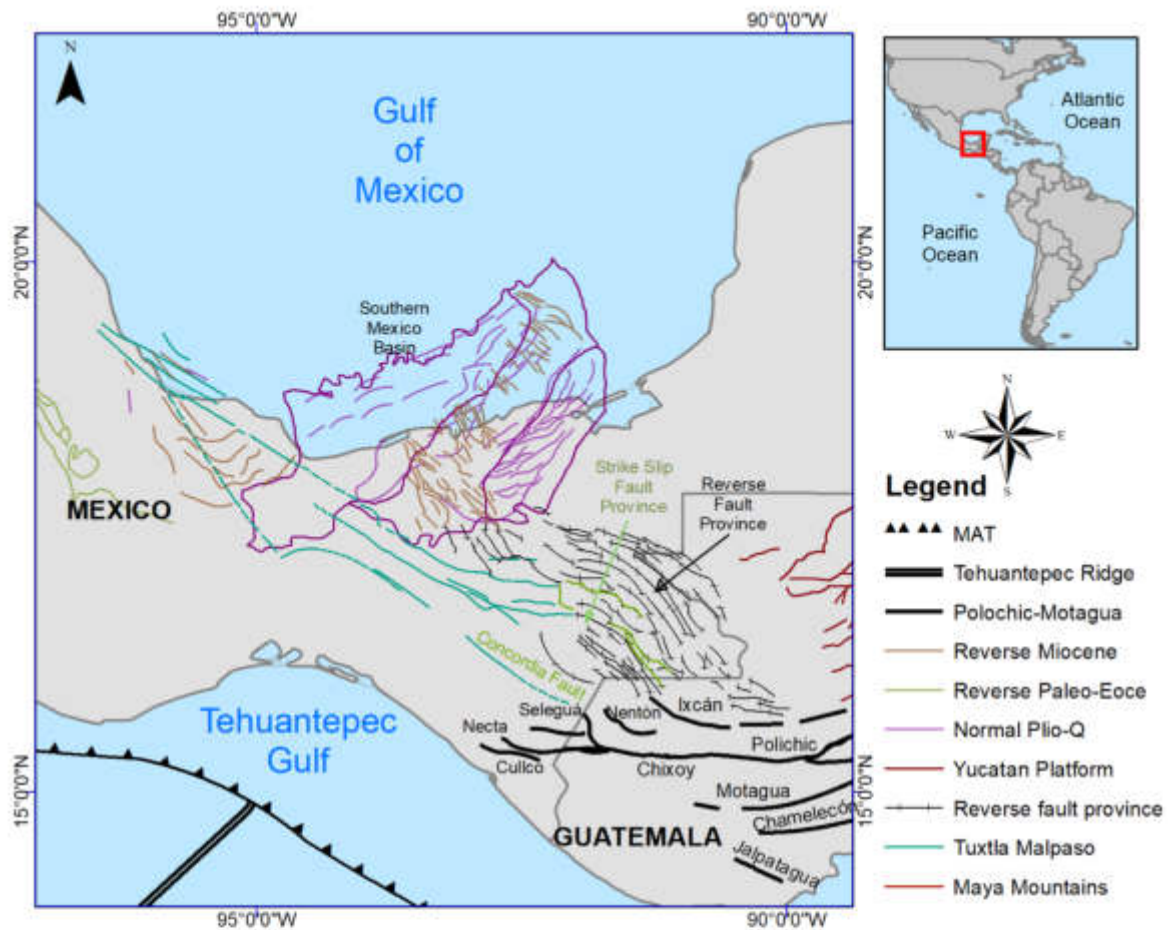 95°0'0"W
90°0'0"W
N
Gulf
of
Mexico
20°0'0"N
20°0'0"N
Southern
Mexico
Basin
MEXICO
Strike Slip
Fault
Province
Reverse
Fault
Province
Concordia Fault
Tehuantepec
Gulf
Selegua
Nenton
Ixcán
Necta
Cullco
Chixoy
Polichic
Motagua
Chamelecón
GUATEMALA
Jalpatagua
15°0'0"N
15°0'0"N
95°0'0"W
90°0'0"W
Atlantic
Ocean
Pacific
Ocean
N
W
E
S
Legend
MAT
Tehuantepec Ridge
Polochic-Motagua
Reverse Miocene
Reverse Paleo-Eoce
Normal Plio-Q
Yucatan Platform
Reverse fault province
Tuxtla Malpaso
Maya Mountains